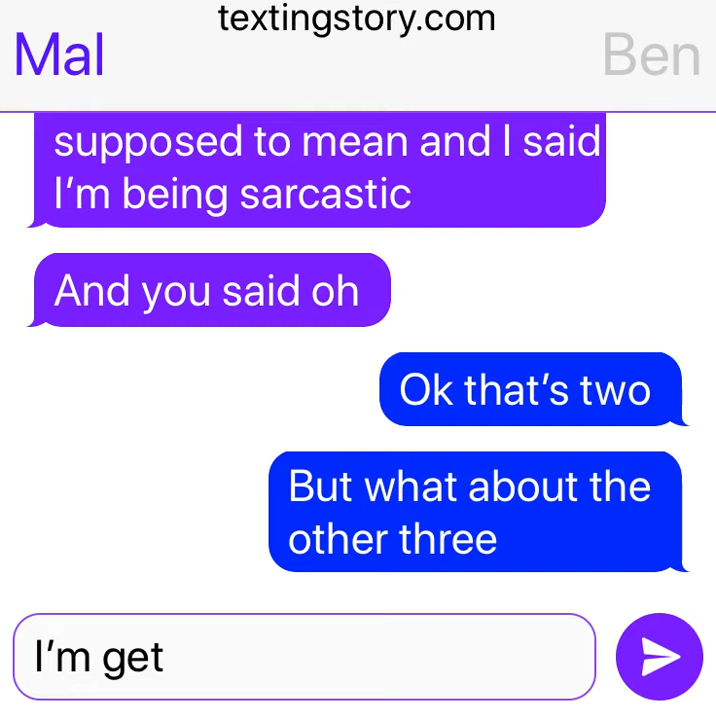 textingstory.com
Mal
Ben
supposed to mean and I said
I’m being sarcastic
And you said oh
Ok that’s two
But what about the
other three
I’m get